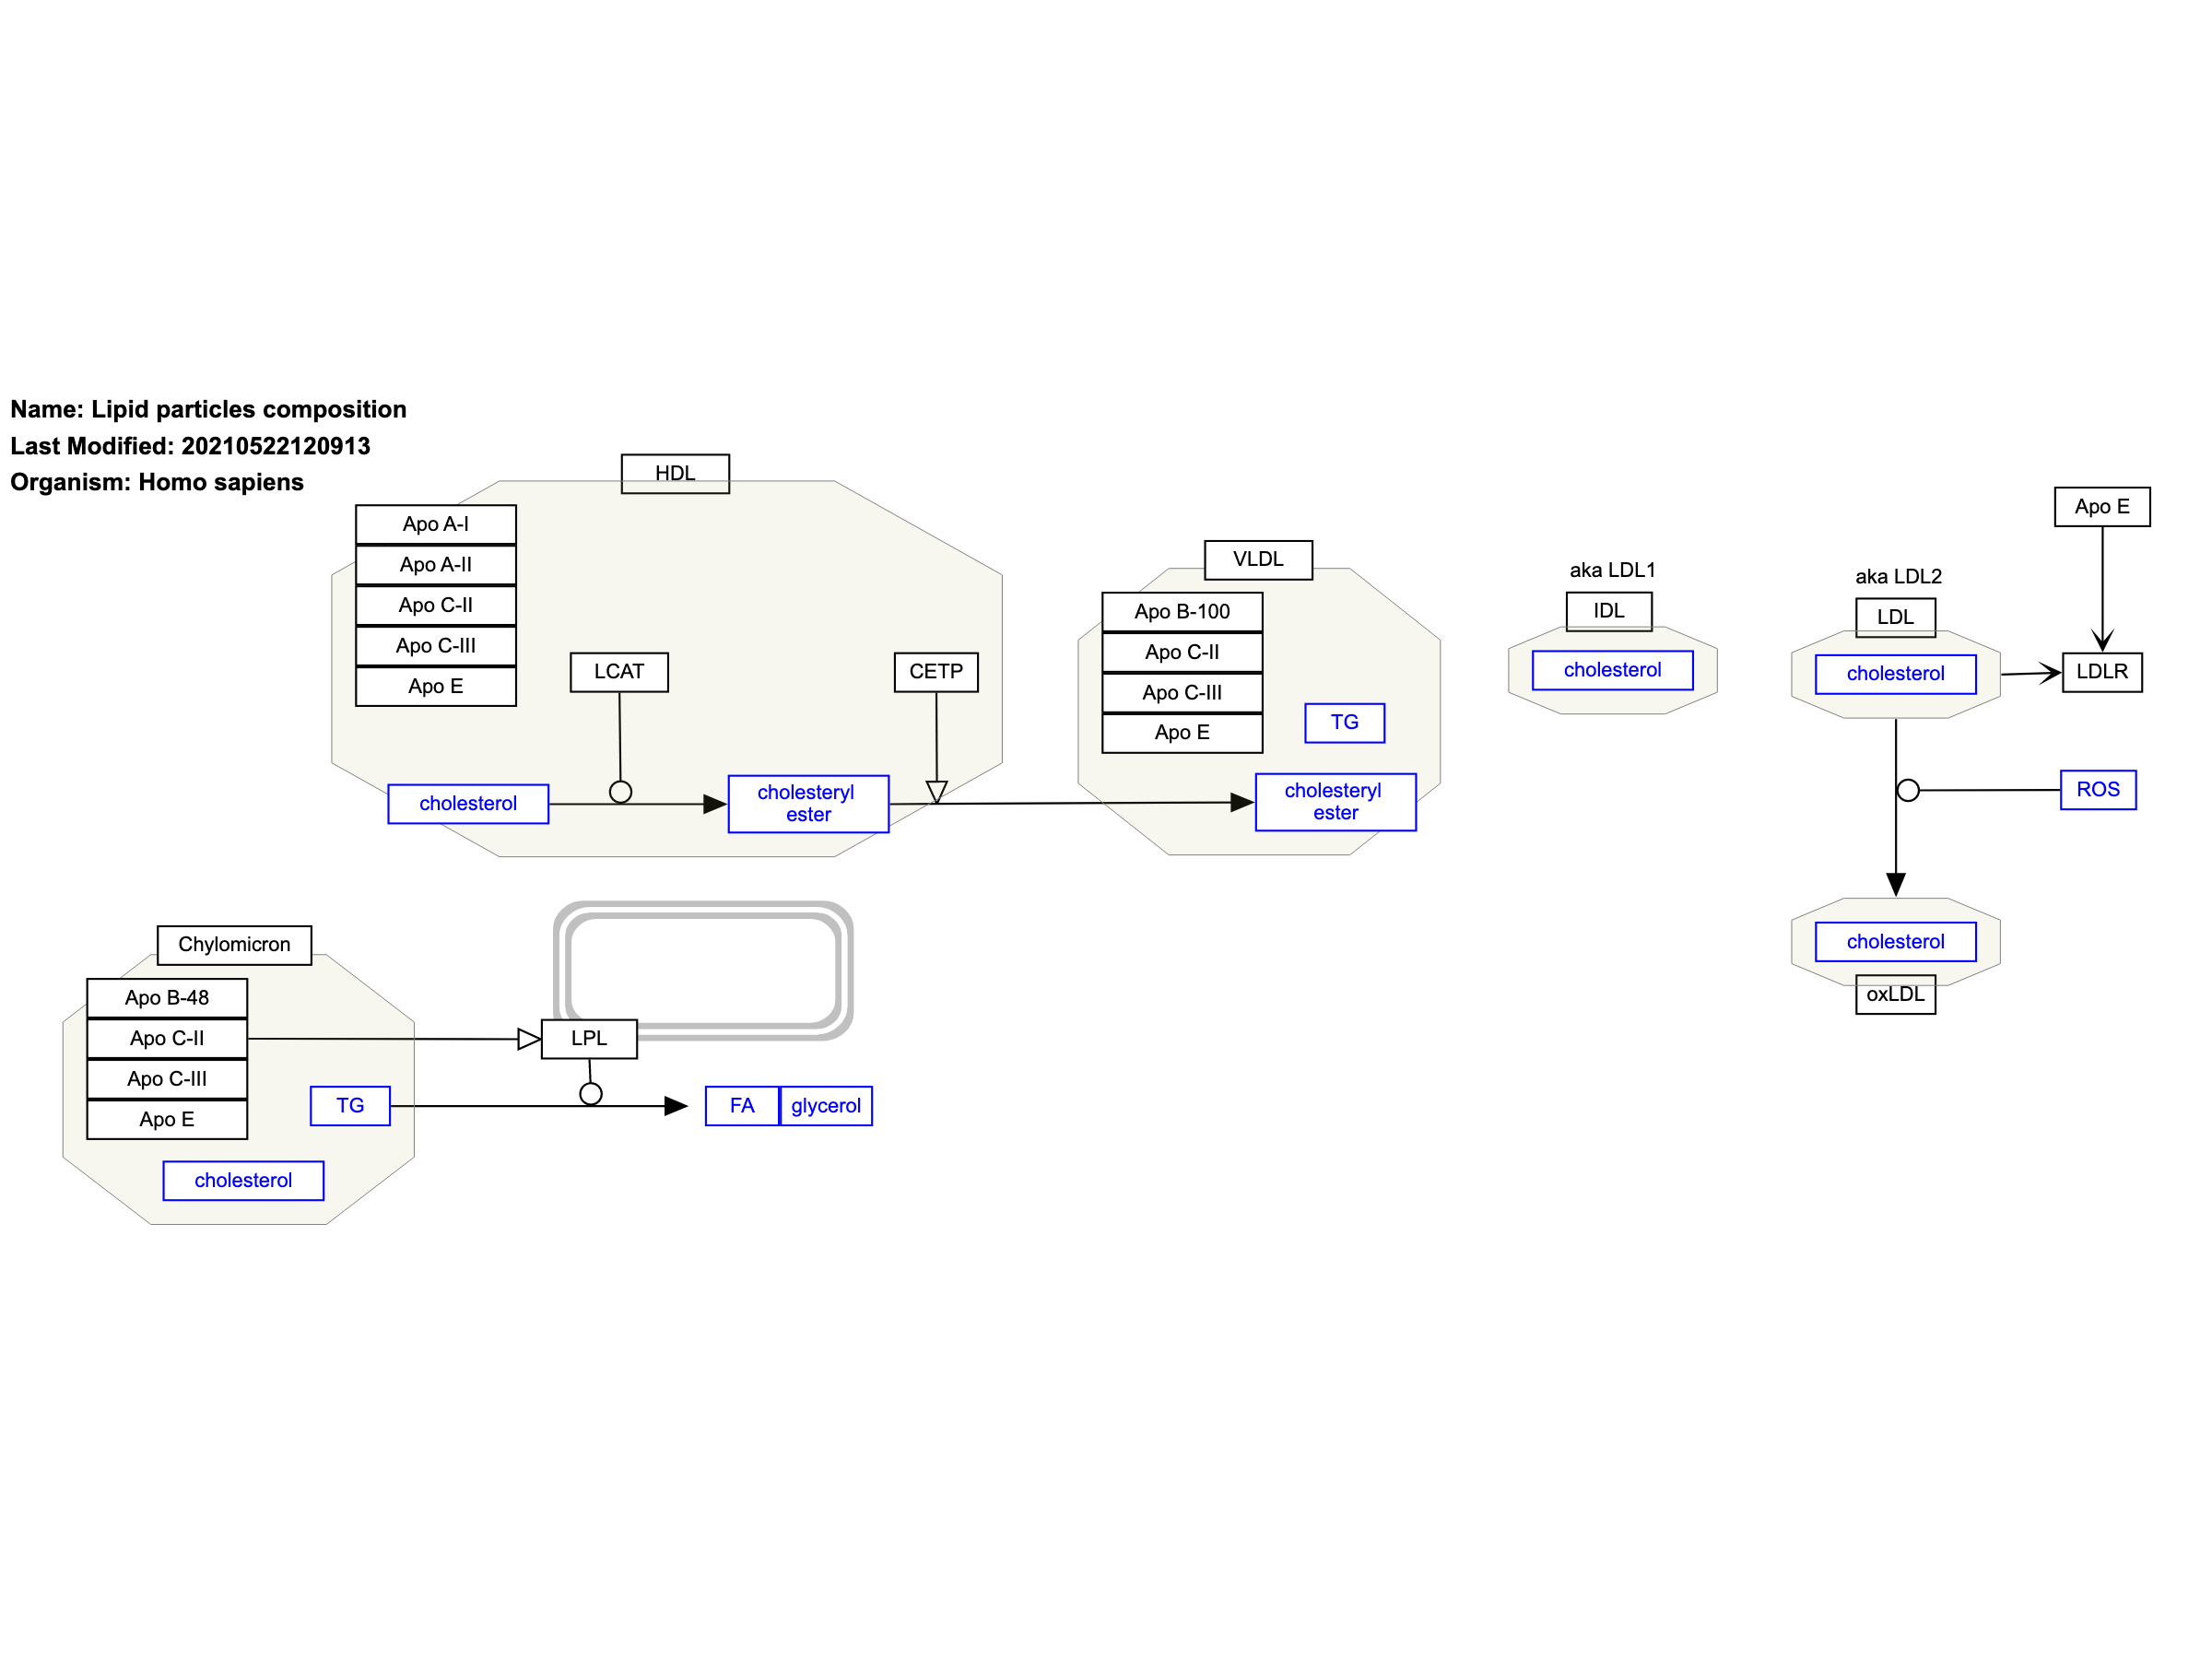 Name: Lipid particles composition
Last Modified: 20210522120913
Organism: Homo sapiens
HDL
Apo A-I
Apo A-II
Apo C-II
Apo C-III
Apo E
LCAT
CETP
cholesterol
cholesteryl
ester
VLDL
Apo B-100
Apo C-II
Apo C-III
Apo E
TG
cholesteryl
ester
aka LDL1
IDL
cholesterol
aka LDL2
LDL
cholesterol
Apo E
LDLR
ROS
cholesterol
oxLDL
Chylomicron
Apo B-48
Apo C-II
Apo C-III
Apo E
TG
cholesterol
LPL
FA
glycerol